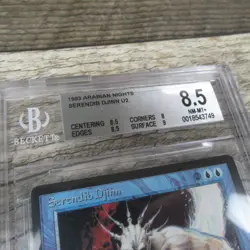 1993 ARABIAN NIGHTS
SERENDIB DJINN U2
8.5
NM-MT+
CENTERING 9.5 CORNERS 8
EDGES 8.5 SURFACE 9
0018543749
BECKETT
Serendib Djinn